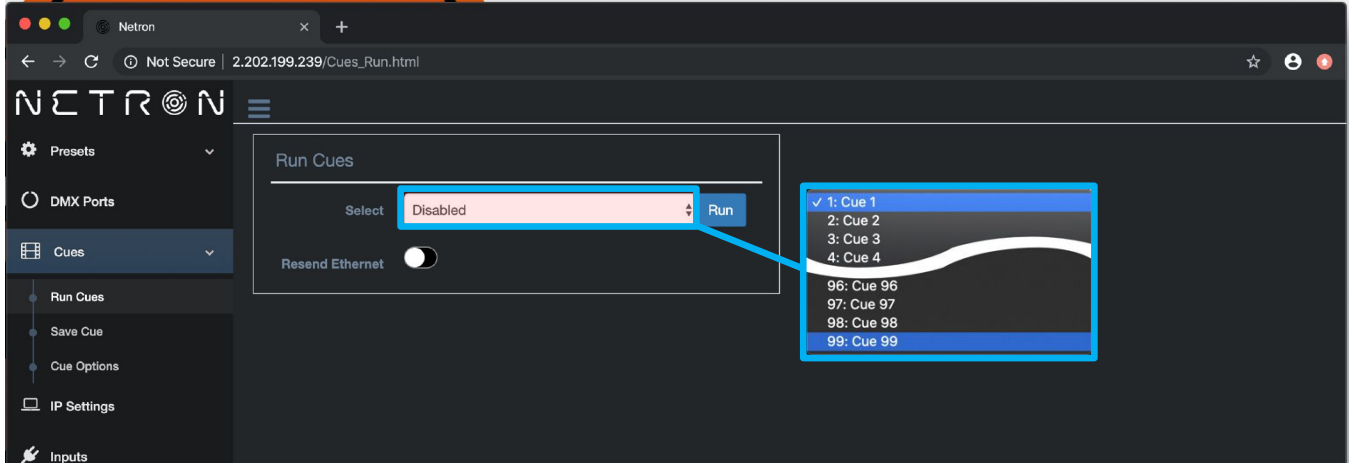 Netron
Not Secure | 2.202.199.239/Cues_Run.html
NETRON
Presets
DMX Ports
Cues
Run Cues
Save Cue
Cue Options
IP Settings
Inputs
Run Cues
Select
Disabled
Run
Resend Ethernet
✓ 1: Cue 1
2: Cue 2
3: Cue 3
4: Cue 4
96: Cue 96
97: Cue 97
98: Cue 98
99: Cue 99